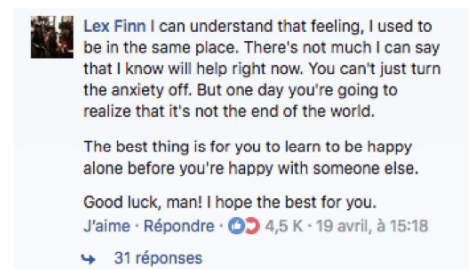 Lex Finn I can understand that feeling, I used to
be in the same place. There's not much I can say
that I know will help right now. You can't just turn
the anxiety off. But one day you're going to
realize that it's not the end of the world.
The best thing is for you to learn to be happy
alone before you're happy with someone else.
Good luck, man! I hope the best for you.
J'aime · Répondre · 4,5 K · 19 avril, à 15:18
31 réponses